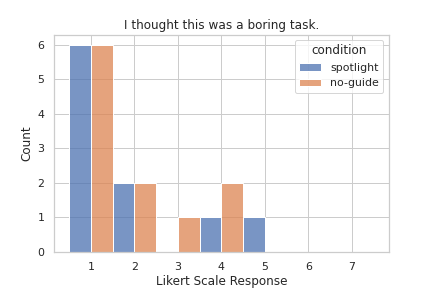 I thought this was a boring task.
condition
spotlight
no-guide
6
5
4
3
2
1
0
Count
1 2 3 4 5 6 7
Likert Scale Response